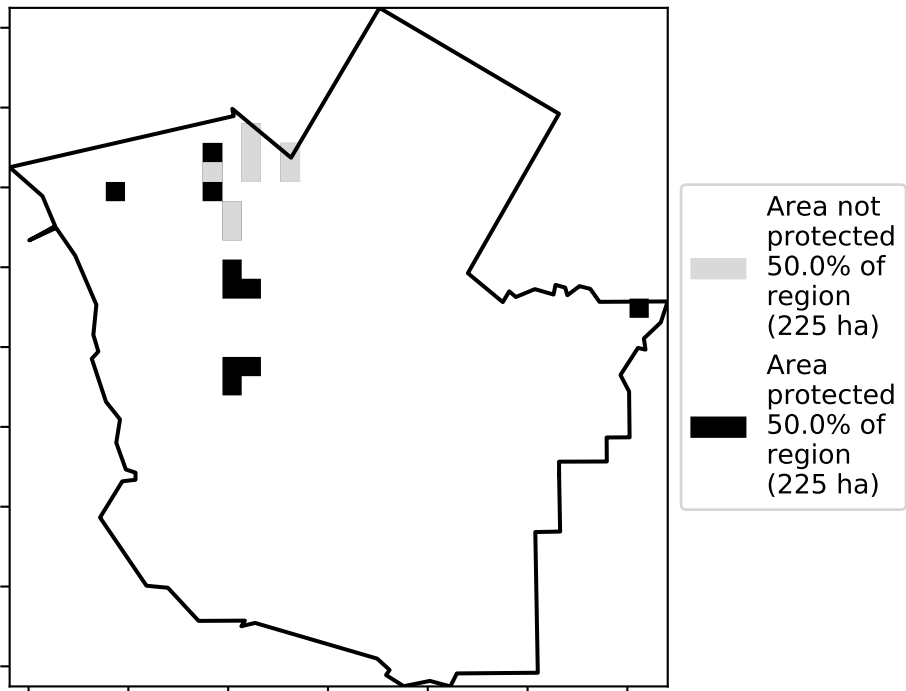 Area not
protected
50.0% of
region
(225 ha)
Area
protected
50.0% of
region
(225 ha)